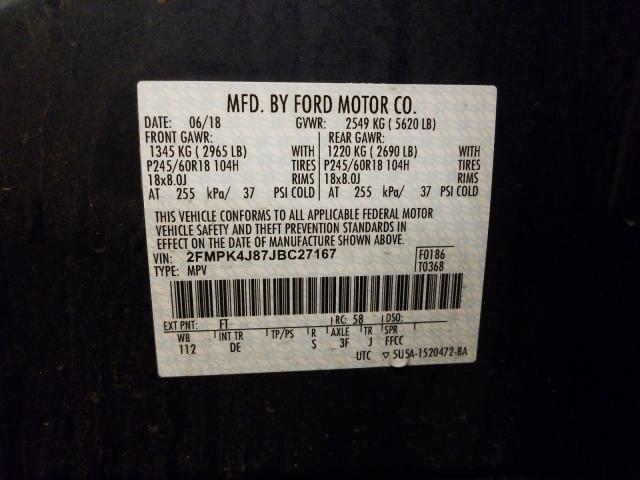 MFD. BY FORD MOTOR CO.
DATE: 06/18 GVWR: 2549 KG ( 5620 LB)
FRONT GAWR: REAR GAWR:
1345 KG ( 2965 LB) WITH 1220 KG ( 2690 LB) WITH
P245/60R18 104H TIRES P245/60R18 104H TIRES
18x8.0J RIMS 18x8.0J RIMS
AT 255 kPa/ 37 PSI COLD AT 255 kPa/ 37 PSI COLD
THIS VEHICLE CONFORMS TO ALL APPLICABLE FEDERAL MOTOR
VEHICLE SAFETY AND THEFT PREVENTION STANDARDS IN
EFFECT ON THE DATE OF MANUFACTURE SHOWN ABOVE.
VIN: 2FMPK4J87JBC27167 F0186
TYPE: MPV T0368
EXT PNT: FT RC: 58 DSO:
WB INT TR TP/PS R AXLE TR SPR
112 DE S 3F J FFCC
UTC ▽ 5U5A-1520472-BA